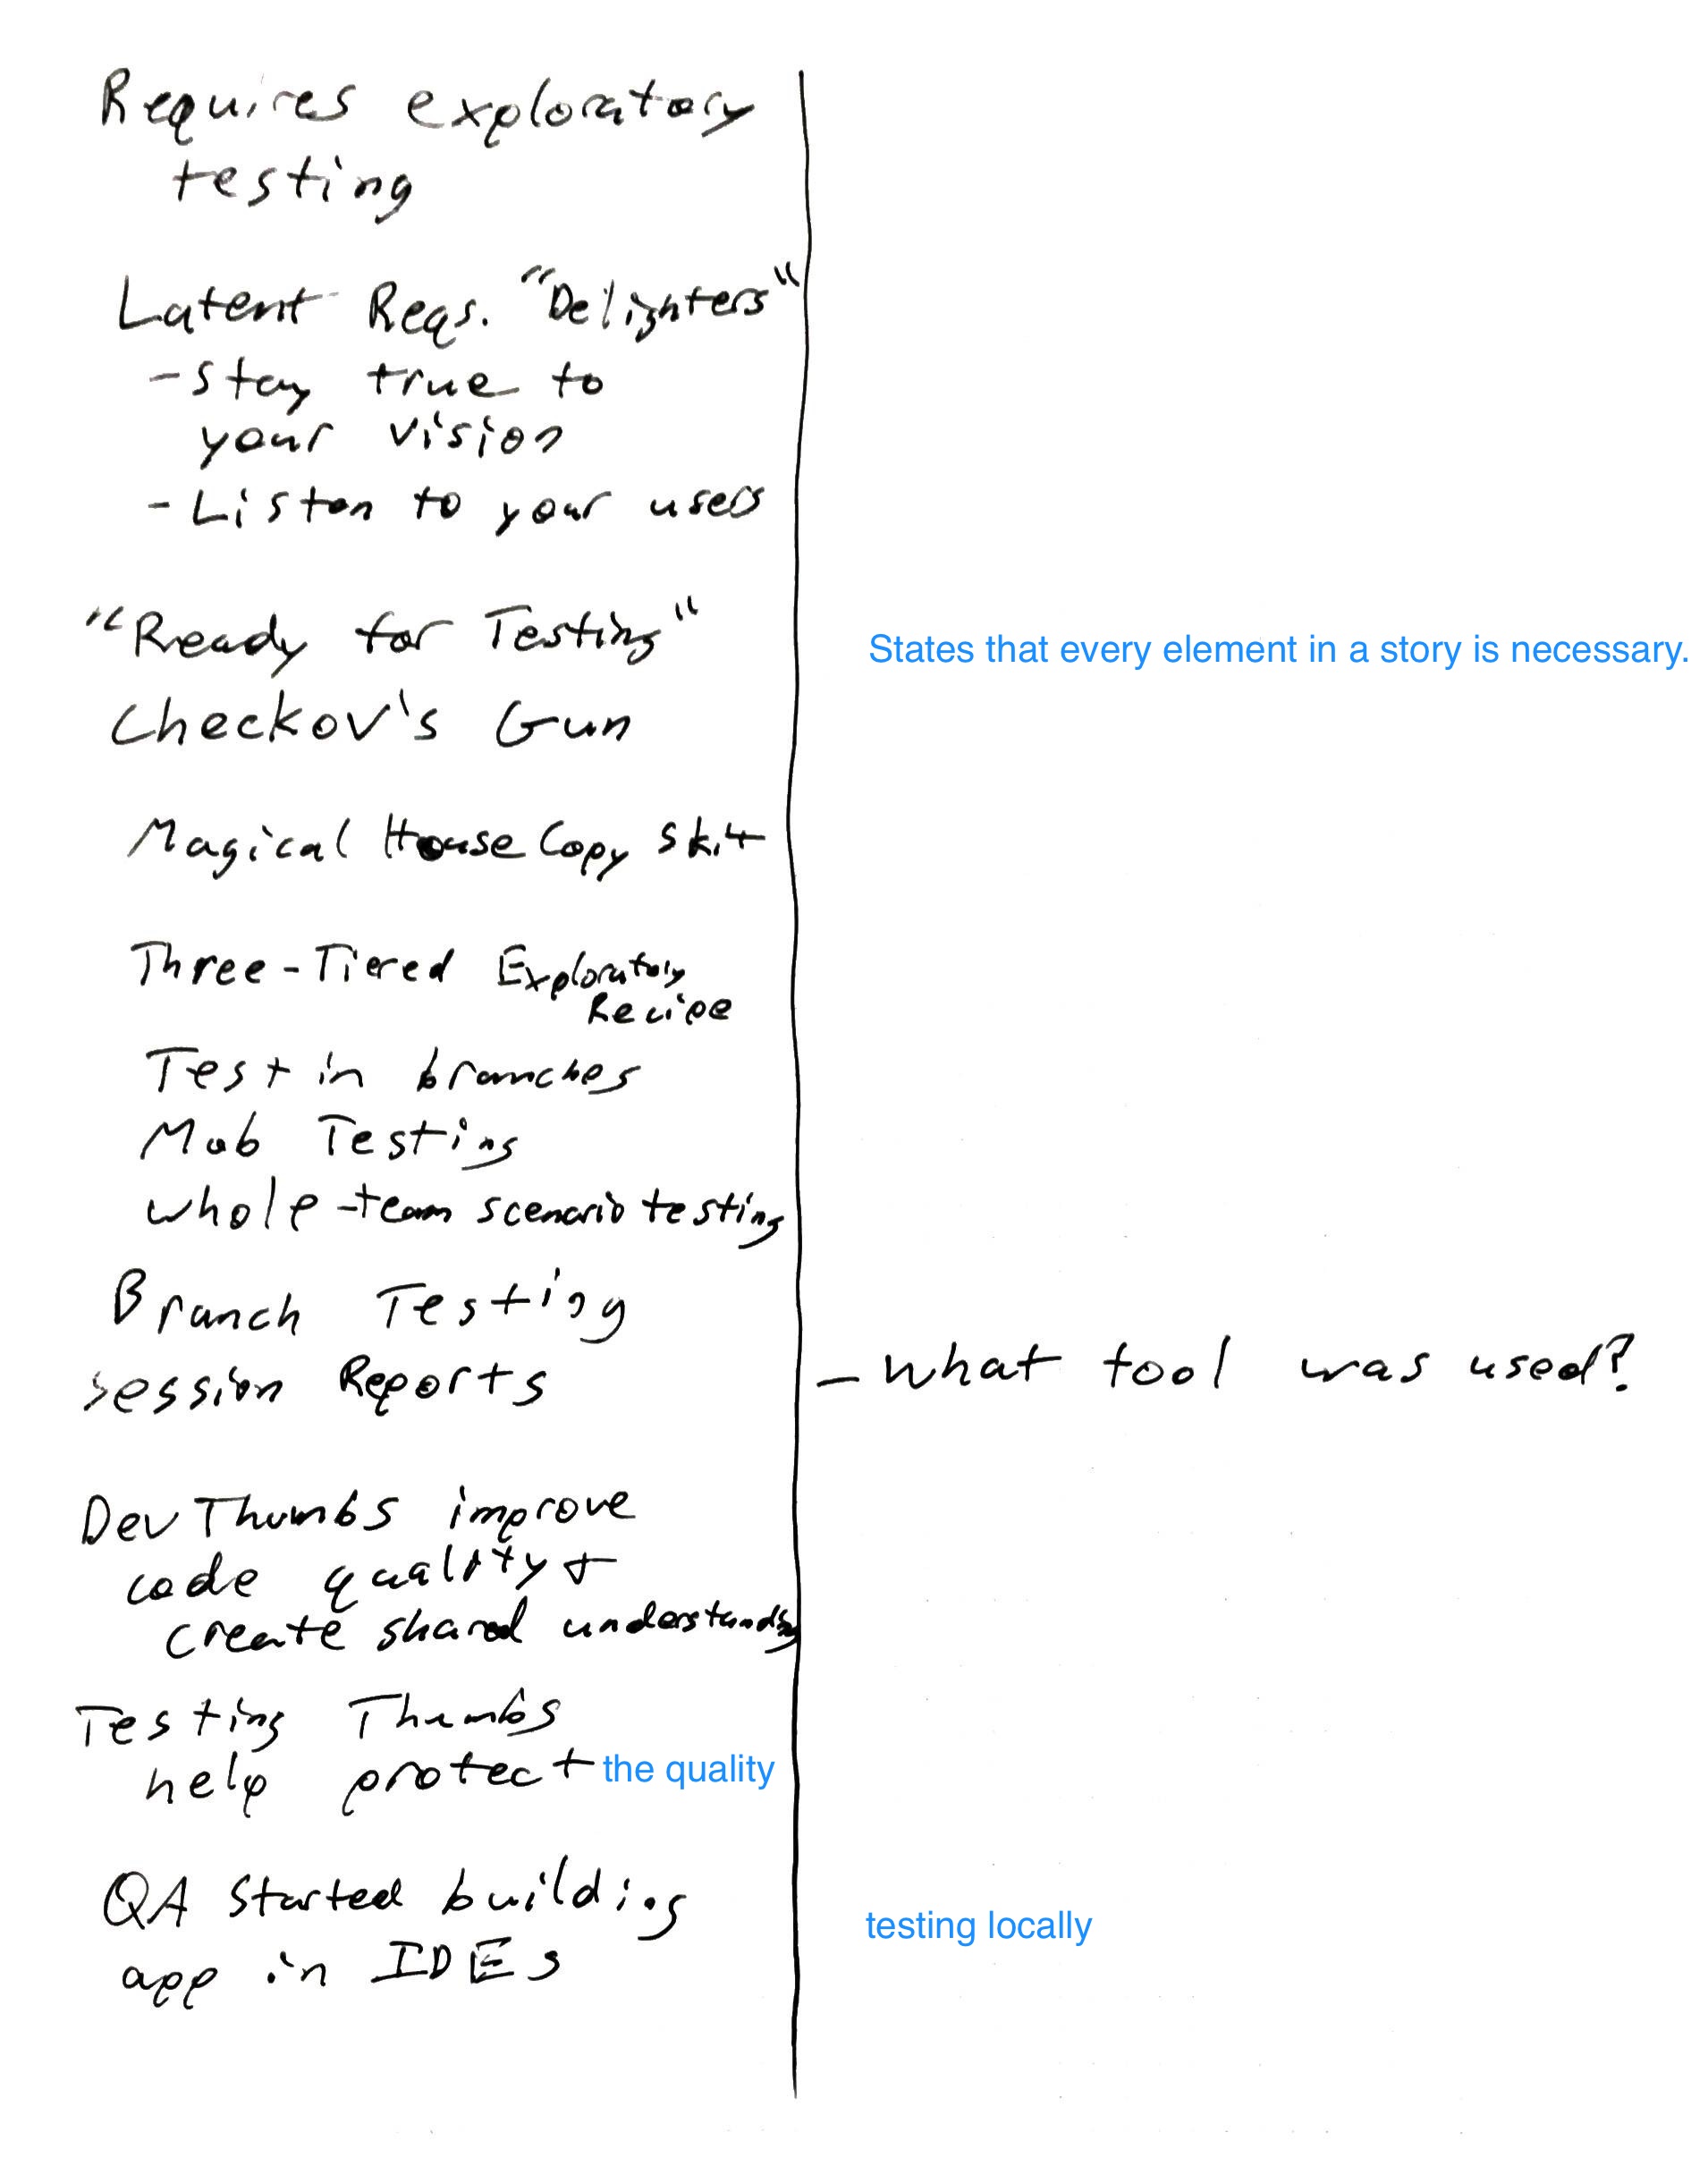 Requires exploratory
testing
Latent Reqs. "Delighters"
- Stay true to
your vision
- Listen to your users
"Ready for Testing"
States that every element in a story is necessary.
Checkov's Gun
Magical House Copy Skit
Three-Tiered Exploratory
Recipe
Test in branches
Mob Testing
whole-team scenario testing
Branch Testing
Session Reports
- what tool was used?
Dev Thumbs improve
code quality +
create shared understanding
Testing Thumbs
help protect the quality
QA Started building
testing locally
app in IDEs